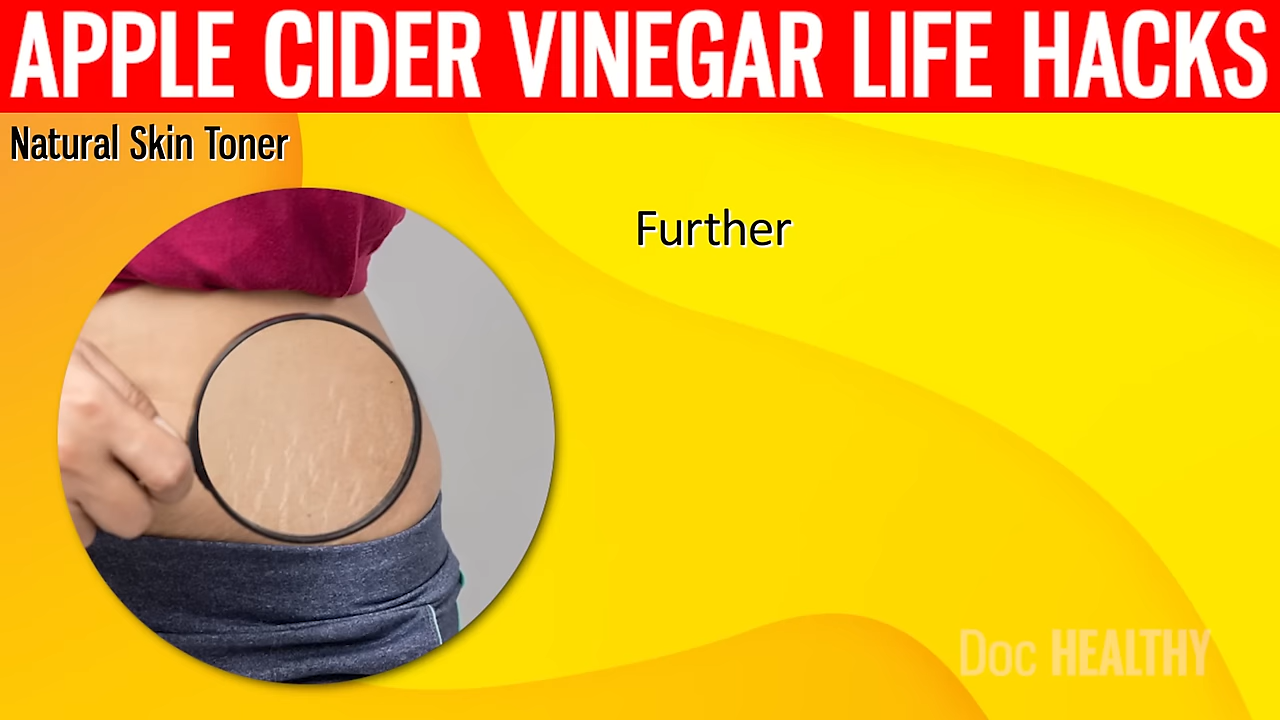 APPLE CIDER VINEGAR LIFE HACKS
Natural Skin Toner
Further
Doc HEALTHY